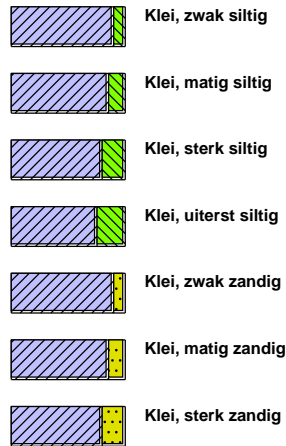 Klei, zwak siltig
Klei, matig siltig
Klei, sterk siltig
Klei, uiterst siltig
Klei, zwak zandig
Klei, matig zandig
Klei, sterk zandig